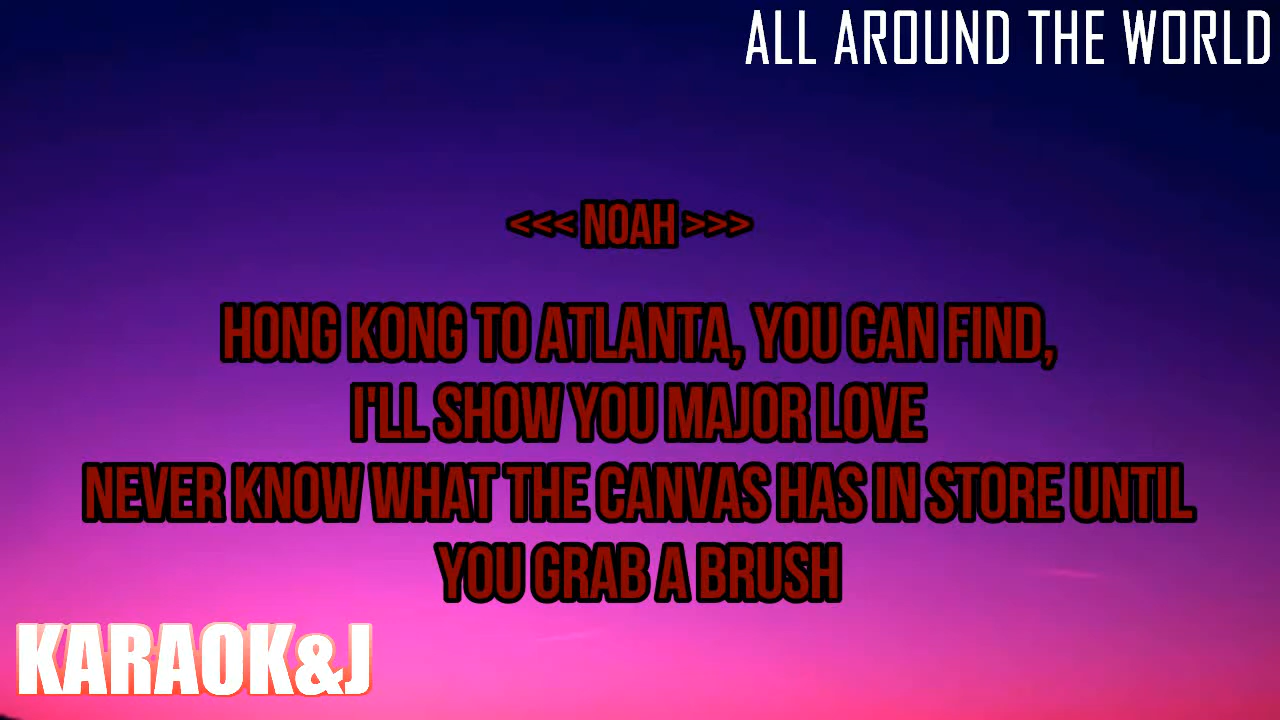 ALL AROUND THE WORLD
<<< NOAH >>>
HONG KONG TO ATLANTA, YOU CAN FIND,
I'LL SHOW YOU MAJOR LOVE
NEVER KNOW WHAT THE CANVAS HAS IN STORE UNTIL
YOU GRAB A BRUSH
KARAOK&J